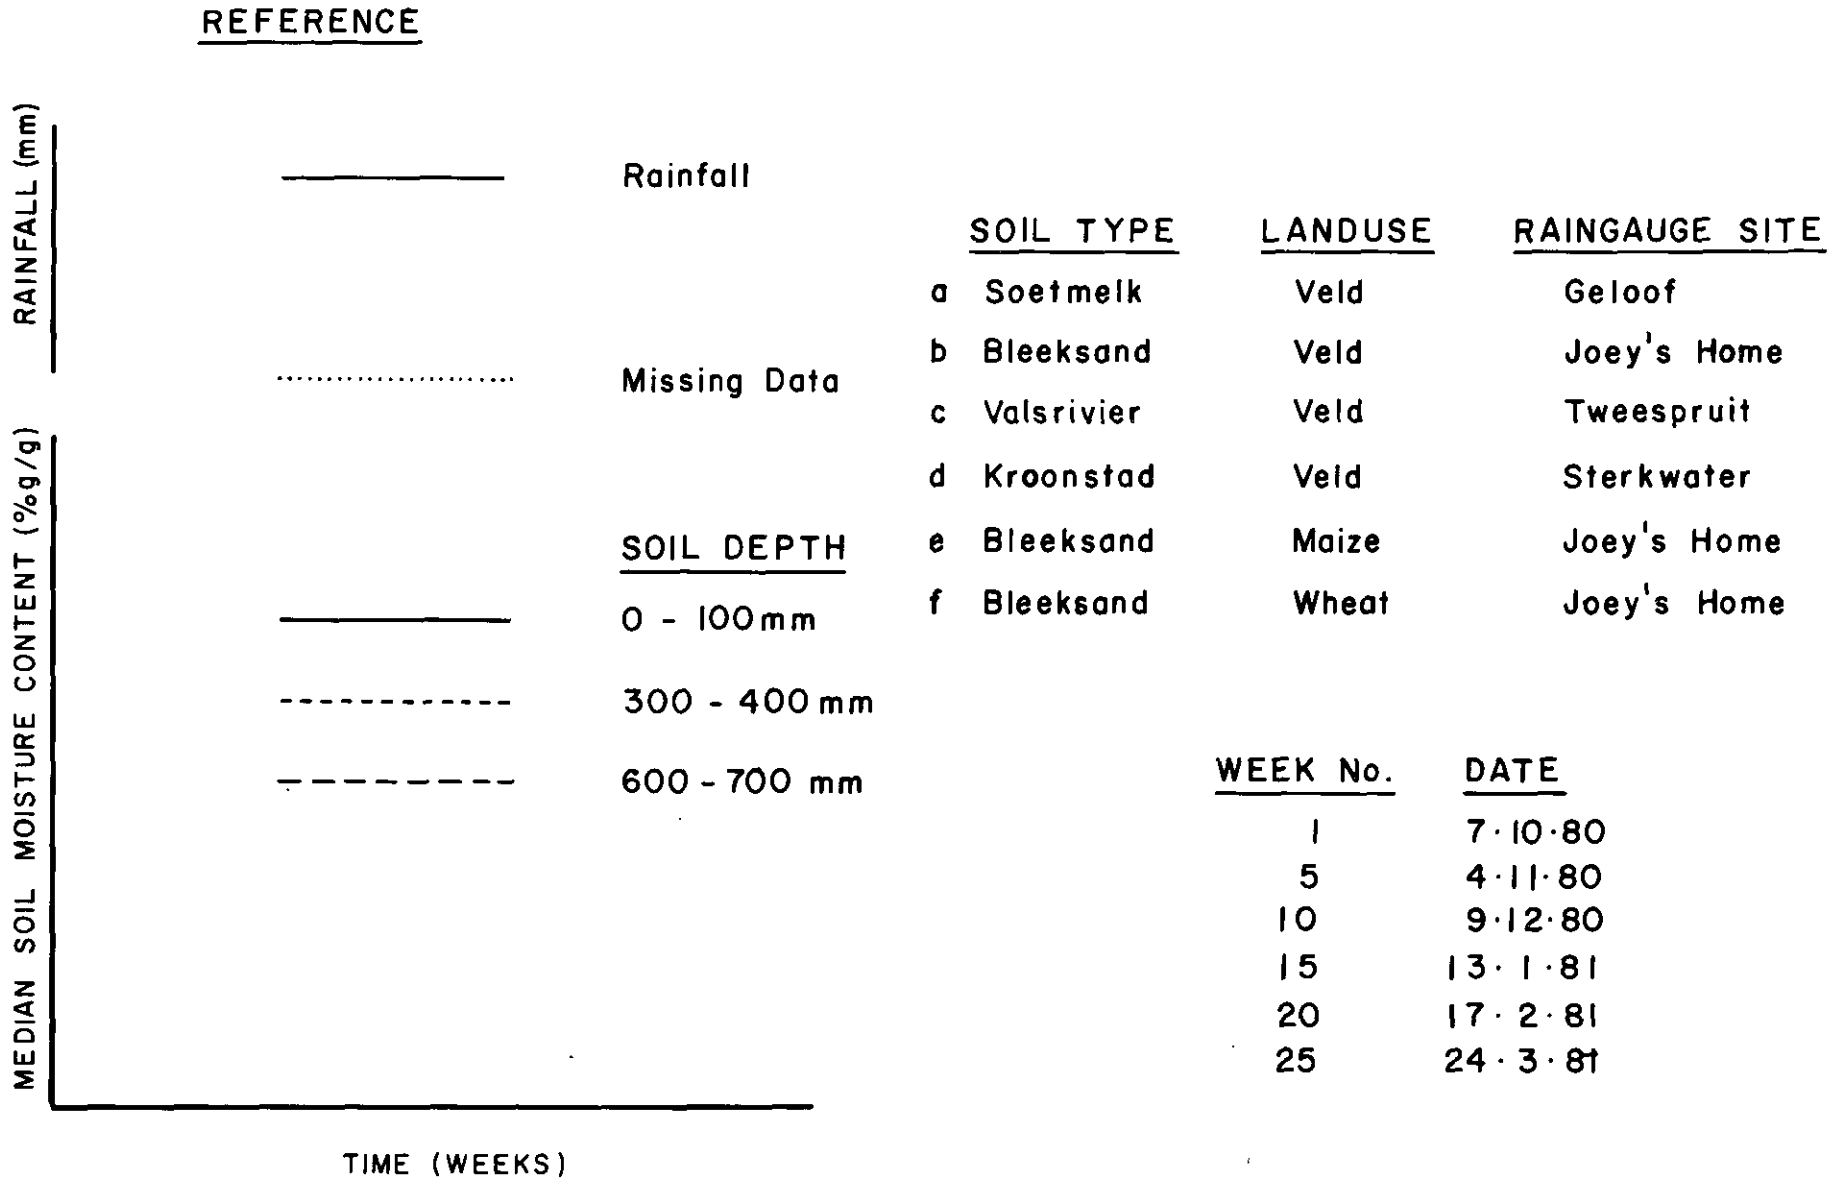 REFERENCE
RAINFALL (mm)
Rainfall
Missing Data
MEDIAN SOIL MOISTURE CONTENT (%g/g)
SOIL DEPTH
0 - 100mm
300 - 400 mm
600 - 700 mm
TIME (WEEKS)
SOIL TYPE LANDUSE RAINGAUGE SITE
a Soetmelk Veld Geloof
b Bleeksand Veld Joey's Home
c Valsrivier Veld Tweespruit
d Kroonstad Veld Sterkwater
e Bleeksand Maize Joey's Home
f Bleeksand Wheat Joey's Home
WEEK No. DATE
1 7·10·80
5 4·11·80
10 9·12·80
15 13·1·81
20 17·2·81
25 24·3·81